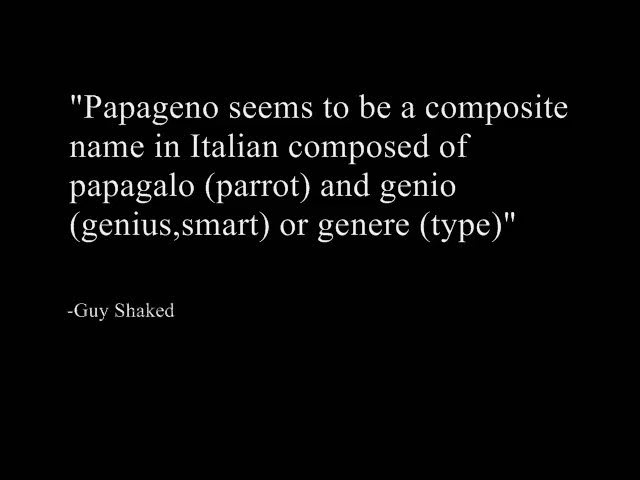 "Papageno seems to be a composite
name in Italian composed of
papagalo (parrot) and genio
(genius,smart) or genere (type)"
-Guy Shaked